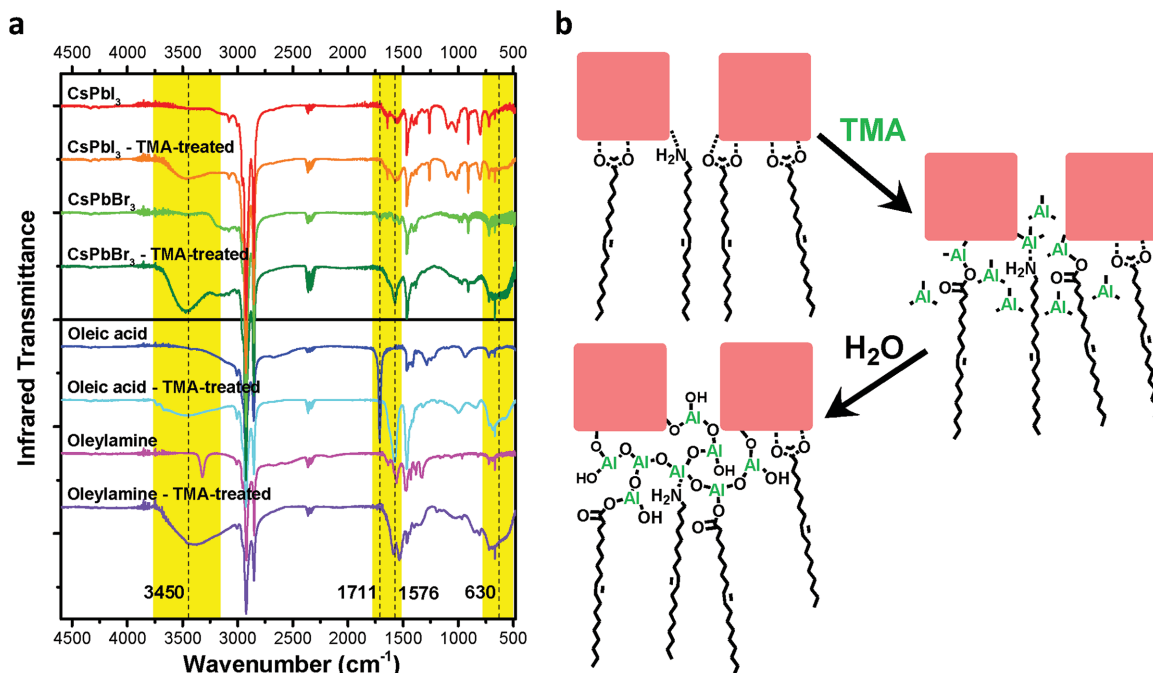 a
4500 4000 3500 3000 2500 2000 1500 1000 500
CsPbI3
CsPbI3 - TMA-treated
CsPbBr3
CsPbBr3 - TMA-treated
Oleic acid
Oleic acid - TMA-treated
Oleylamine
Oleylamine - TMA-treated
3450 1711 1576 630
4500 4000 3500 3000 2500 2000 1500 1000 500
Wavenumber (cm-1)
Infrared Transmittance
b
O O H2N O O O O
TMA
Al
Al Al Al
O O
H2N
O O
O
Al Al
Al Al
Al
O
H2O
OH
Al
O O O O O
O O
Al Al Al Al Al
HO O OH O OH
H2N Al O
O Al
O OH O
O